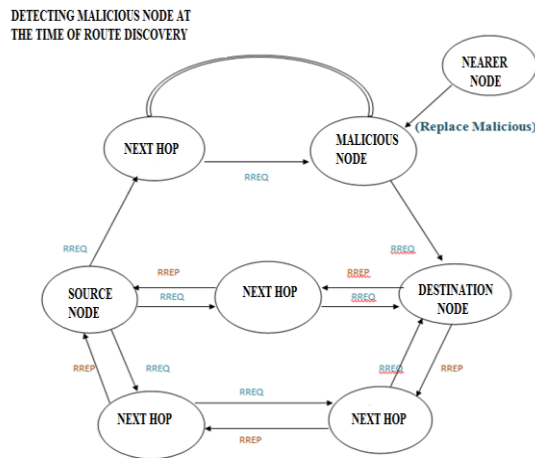 DETECTING MALICIOUS NODE AT
THE TIME OF ROUTE DISCOVERY
NEARER
NODE
(Replace Malicious)
NEXT HOP
MALICIOUS
NODE
RREQ
RREQ
RREQ
RREP
RREP
SOURCE
NODE
NEXT HOP
DESTINATION
NODE
RREQ
RREQ
RREP
RREQ
RREQ
RREP
RREQ
NEXT HOP
NEXT HOP
RREP